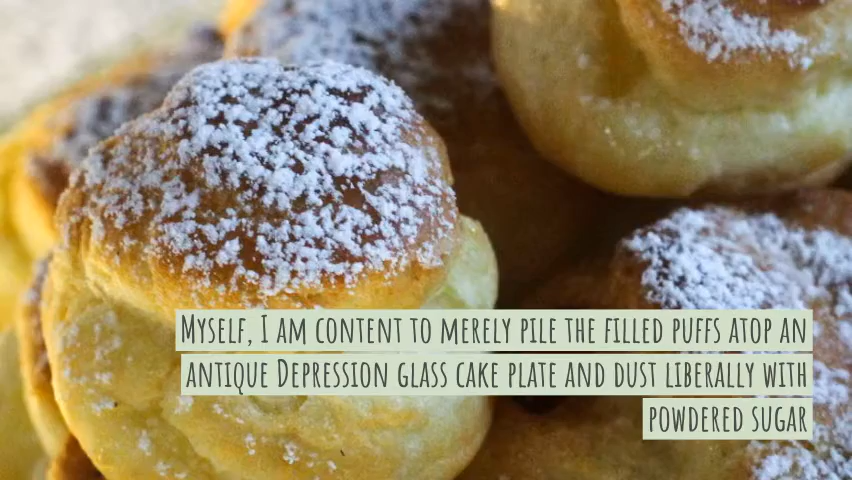 Myself, I am content to merely pile the filled puffs atop an
antique Depression glass cake plate and dust liberally with
powdered sugar